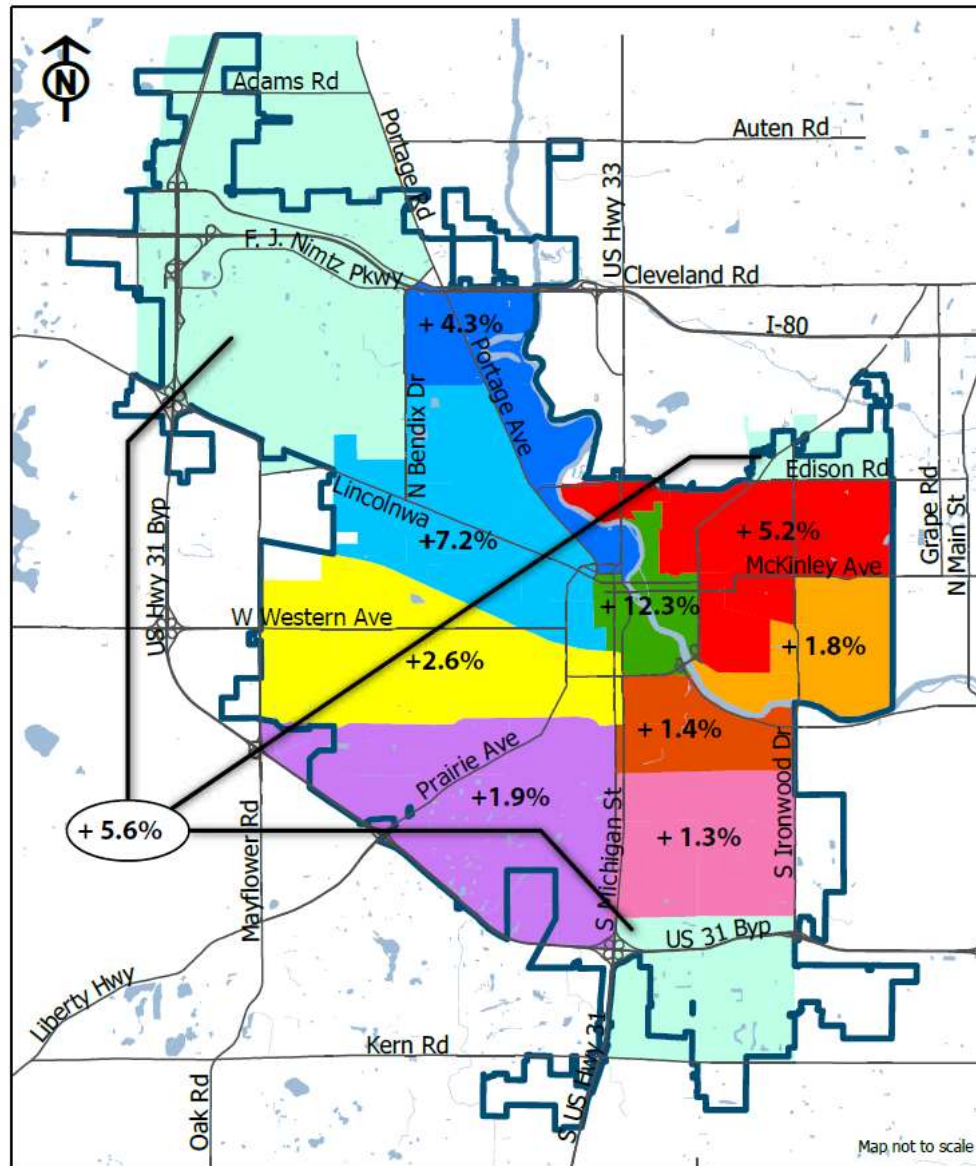 N
Adams Rd
Portage Rd
Auten Rd
US Hwy 33
F. J. Nimtz Pkwy
Cleveland Rd
I-80
+ 4.3%
Portage Ave
N Bendix Dr
Lincolnwa
Edison Rd
Grape Rd
N Main St
+ 5.2%
+7.2%
McKinley Ave
US Hwy 31 Byp
W Western Ave
+ 12.3%
+ 1.8%
+2.6%
+ 1.4%
Prairie Ave
+1.9%
S Michigan St
+ 1.3%
S Ironwood Dr
+ 5.6%
Mayflower Rd
US 31 Byp
Liberty Hwy
Kern Rd
S US Hwy 31
Oak Rd
Map not to scale